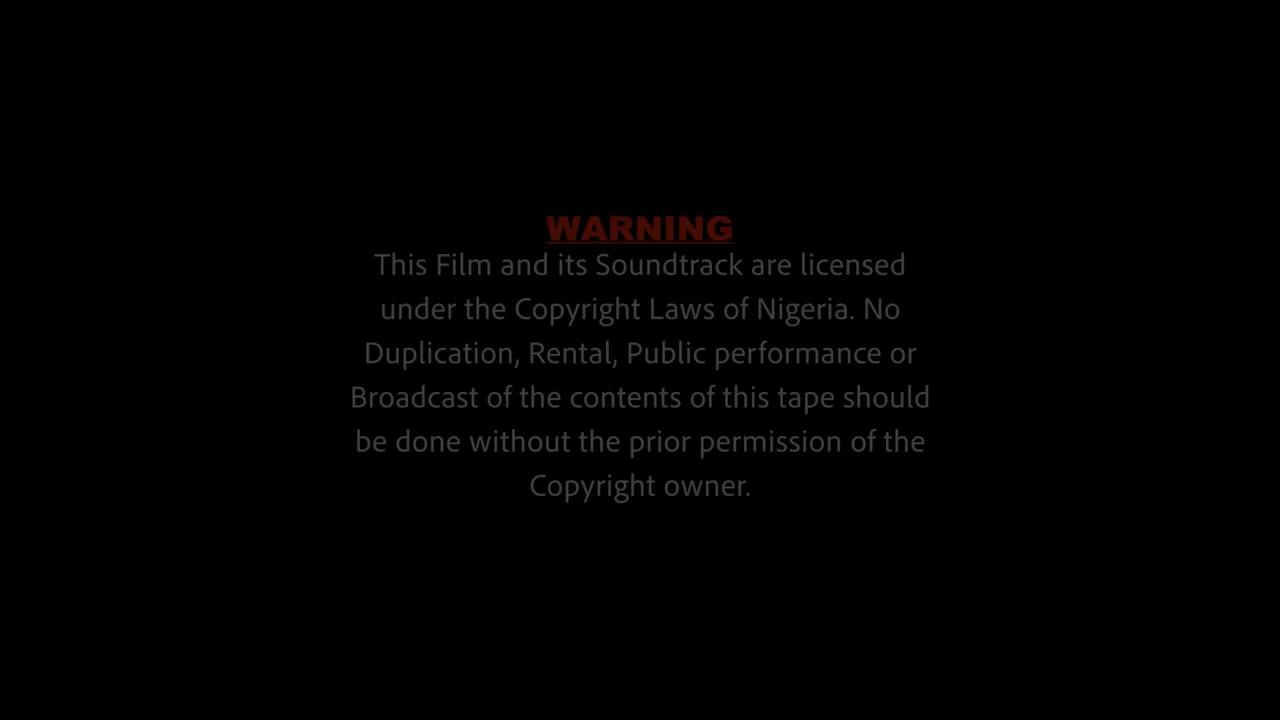 WARNING
This Film and its Soundtrack are licensed
under the Copyright Laws of Nigeria. No
Duplication, Rental, Public performance or
Broadcast of the contents of this tape should
be done without the prior permission of the
Copyright owner.